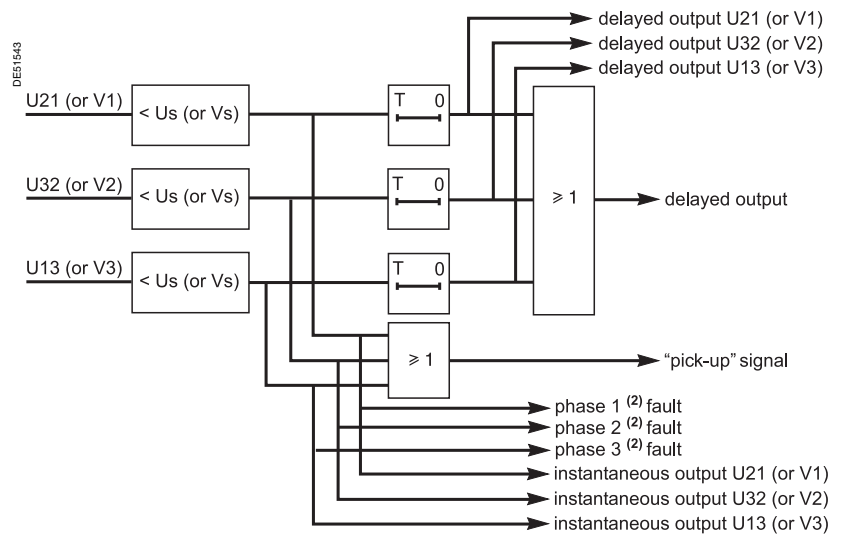 delayed output U21 (or V1)
delayed output U32 (or V2)
delayed output U13 (or V3)
DE51543
U21 (or V1)
< Us (or Vs)
T 0
U32 (or V2)
< Us (or Vs)
T 0
⩾ 1
delayed output
U13 (or V3)
< Us (or Vs)
T 0
⩾ 1
“pick-up” signal
phase 1 (2) fault
phase 2 (2) fault
phase 3 (2) fault
instantaneous output U21 (or V1)
instantaneous output U32 (or V2)
instantaneous output U13 (or V3)